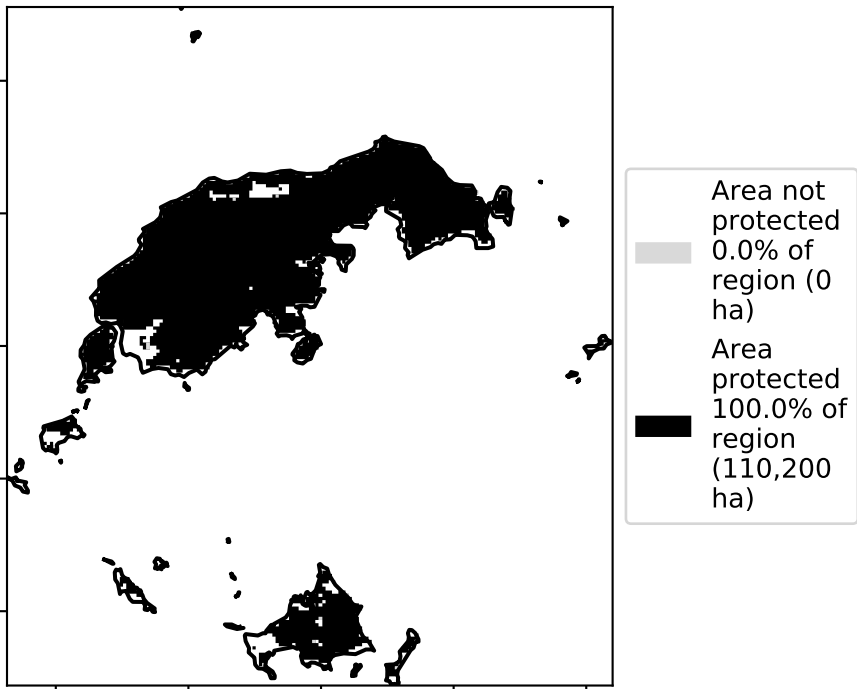 Area not
protected
0.0% of
region (0
ha)
Area
protected
100.0% of
region
(110,200
ha)